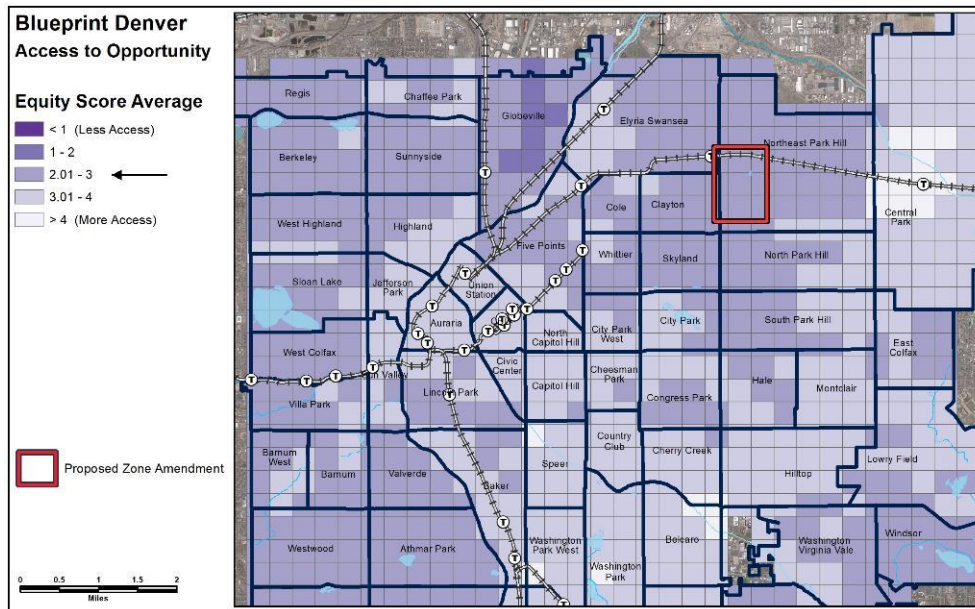 Blueprint Denver
Access to Opportunity
Equity Score Average
< 1 (Less Access)
1 - 2
2.01 - 3
3.01 - 4
> 4 (More Access)
Proposed Zone Amendment
0 0.5 1 1.5 2
Miles
Regis
Chaffee Park
Globeville
Elyria Swansea
Northeast Park Hill
Berkeley
Sunnyside
Central
Park
Cole
Clayton
West Highland
Highland
Five Points
Whittier
Skyland
North Park Hill
Sloan Lake
Jefferson
Park
Union
Station
Auraria
North
Capitol Hill
City Park
West
City Park
South Park Hill
East
Colfax
West Colfax
Civic
Center
Capitol Hill
Cheesman
Park
Congress Park
Hale
Montclair
Villa Park
Lincoln Park
Valley
Country
Club
Cherry Creek
Hilltop
Lowry Field
Barnum
West
Barnum
Valverde
Baker
Speer
Belcaro
Washington
Virginia Vale
Windsor
Westwood
Athmar Park
Washington
Park West
Washington
Park
T